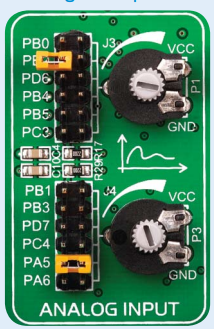 PB0
J3
VCC
PD6
PB4
PB5
PC3
P1
GND
PB1
J4
VCC
PB3
PD7
PC4
P3
PA5
GND
PA6
ANALOG INPUT